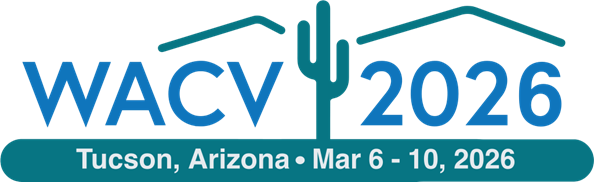 WACV 2026
Tucson, Arizona • Mar 6 - 10, 2026